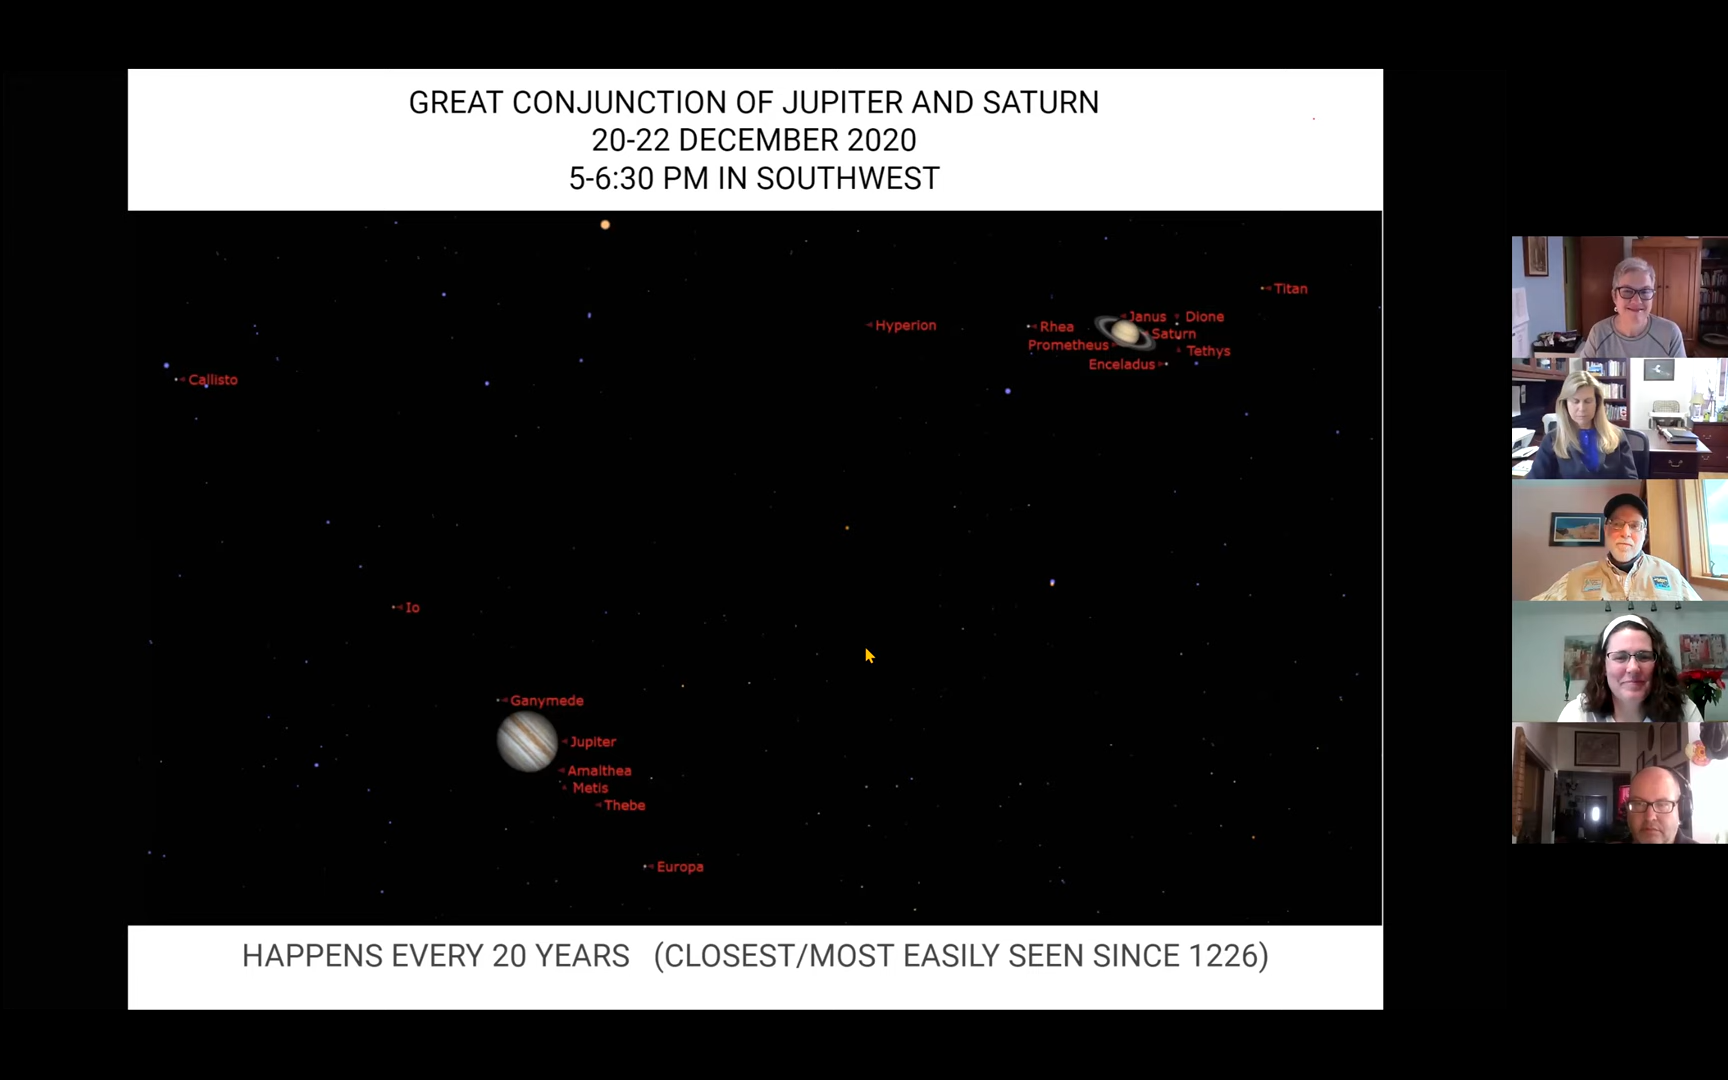 GREAT CONJUNCTION OF JUPITER AND SATURN
20-22 DECEMBER 2020
5-6:30 PM IN SOUTHWEST
Titan
Hyperion
Rhea
Janus
Dione
Saturn
Prometheus
Tethys
Enceladus
Callisto
Io
Ganymede
Jupiter
Amalthea
Metis
Thebe
Europa
HAPPENS EVERY 20 YEARS (CLOSEST/MOST EASILY SEEN SINCE 1226)